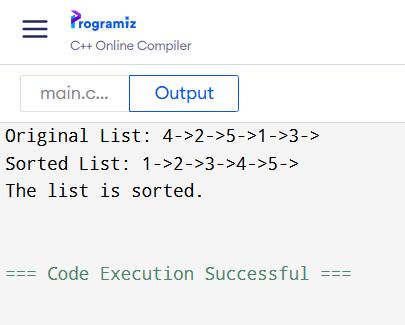 Programiz
C++ Online Compiler
main.c...
Output
Original List: 4->2->5->1->3->
Sorted List: 1->2->3->4->5->
The list is sorted.
=== Code Execution Successful ===